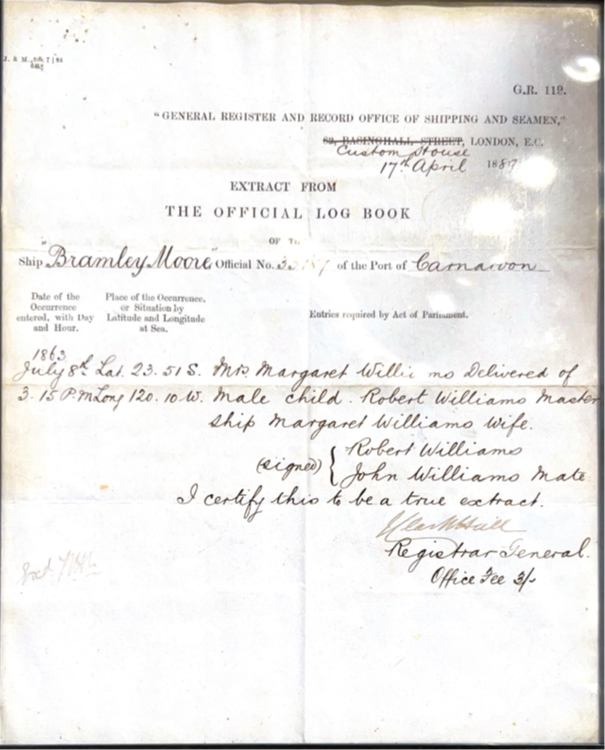 G.R. 119.
"GENERAL REGISTER AND RECORD OFFICE OF SHIPPING AND SEAMEN,"
82, BASINGHALL STREET, LONDON, E.C.
Custom House
17th April 1887
EXTRACT FROM
THE OFFICIAL LOG BOOK
OF
Ship "Bramley Moore" Official No. of the Port of Carnarvon
Date of the Occurrence entered, with Day and Hour.
Place of the Occurrence, or Situation by Latitude and Longitude at Sea.
Entries required by Act of Parliament.
1863
July 8th Lat. 23. 51 S. Mrs. Margaret Willi ms Delivered of
3. 15 P.M Long 120. 10 W. Male child. Robert Williams Master
ship Margaret Williams Wife.
(signed) { Robert Williams
John Williams Mate
I certify this to be a true extract.
Registrar General.
Office Fee 3/-